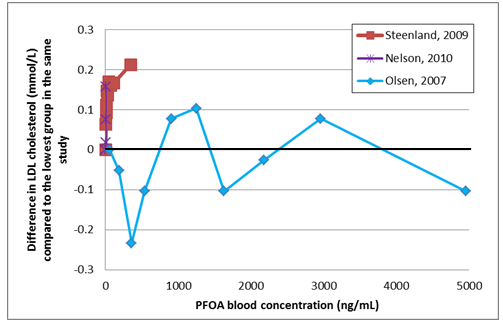 Difference in LDL cholesterol (mmol/L)
compared to the lowest group in the same
study
0.3
0.2
0.1
0
-0.1
-0.2
-0.3
Steenland, 2009
Nelson, 2010
Olsen, 2007
0 1000 2000 3000 4000 5000
PFOA blood concentration (ng/mL)